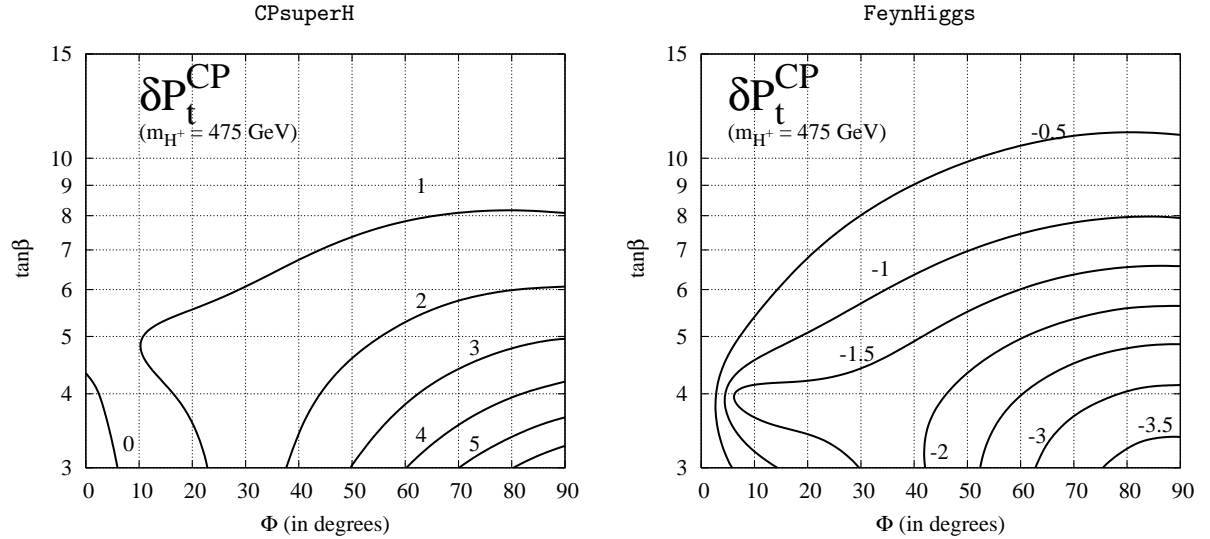 CPsuperH
δP_t^CP
(m_H+ = 475 GeV)
15
10
9
8
7
6
5
4
3
tanβ
1
2
3
4
5
0
0 10 20 30 40 50 60 70 80 90
Φ (in degrees)
FeynHiggs
δP_t^CP
(m_H+ = 475 GeV)
15
10
9
8
7
6
5
4
3
tanβ
-0.5
-1
-1.5
-2
-3
-3.5
0 10 20 30 40 50 60 70 80 90
Φ (in degrees)